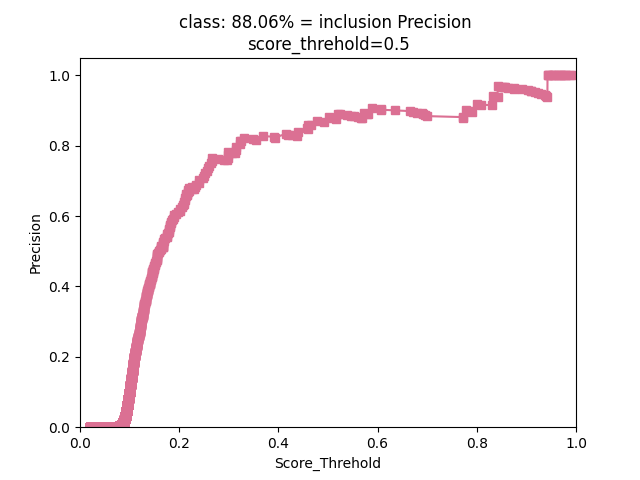 class: 88.06% = inclusion Precision
score_threhold=0.5
1.0
0.8
0.6
0.4
0.2
0.0
Precision
0.0 0.2 0.4 0.6 0.8 1.0
Score_Threhold